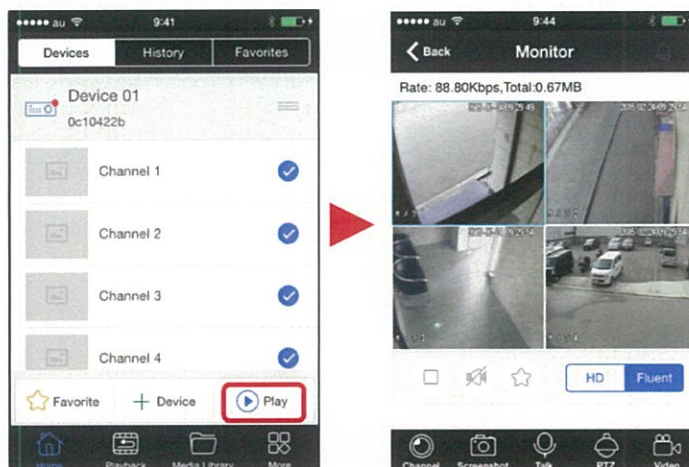 au 9:41
Devices History Favorites
Device 01
0c10422b
Channel 1
Channel 2
Channel 3
Channel 4
Favorite + Device Play
Home Playback Media Library More
au 9:44
Back Monitor
Rate: 88.80Kbps,Total:0.67MB
HD Fluent
Channel Screenshot Talk PTZ Video